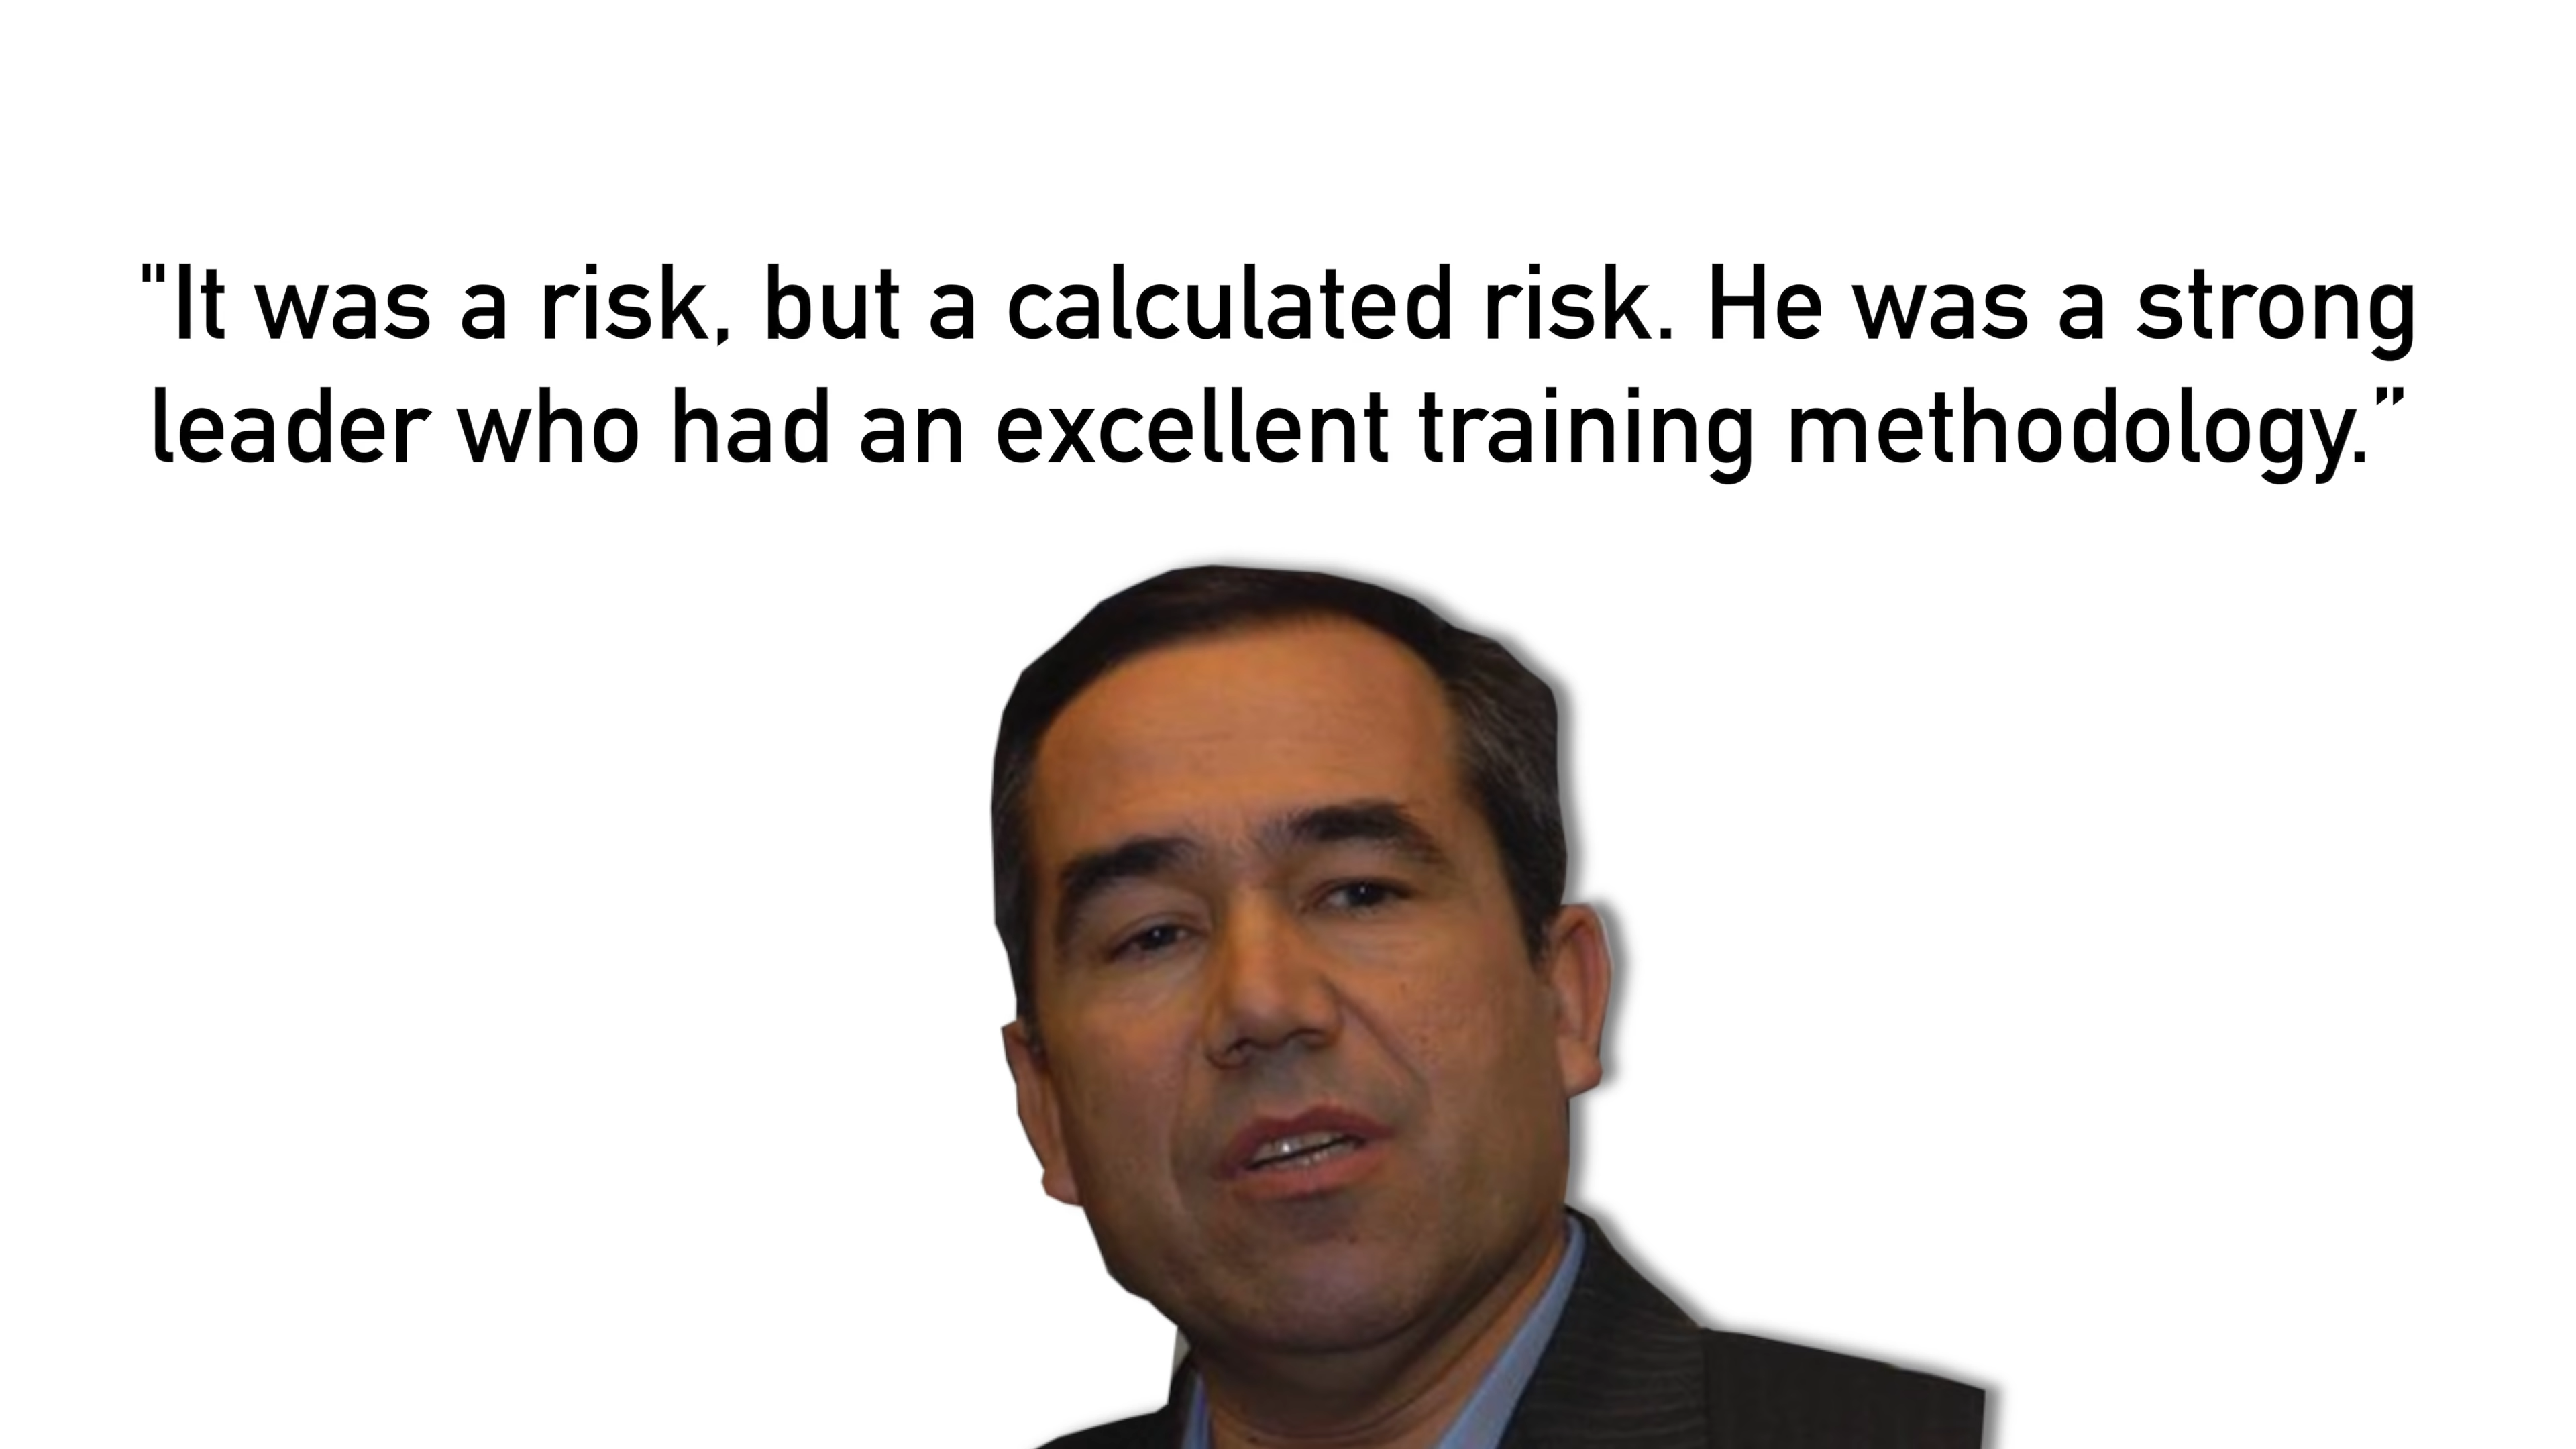 "It was a risk, but a calculated risk. He was a strong
leader who had an excellent training methodology.”